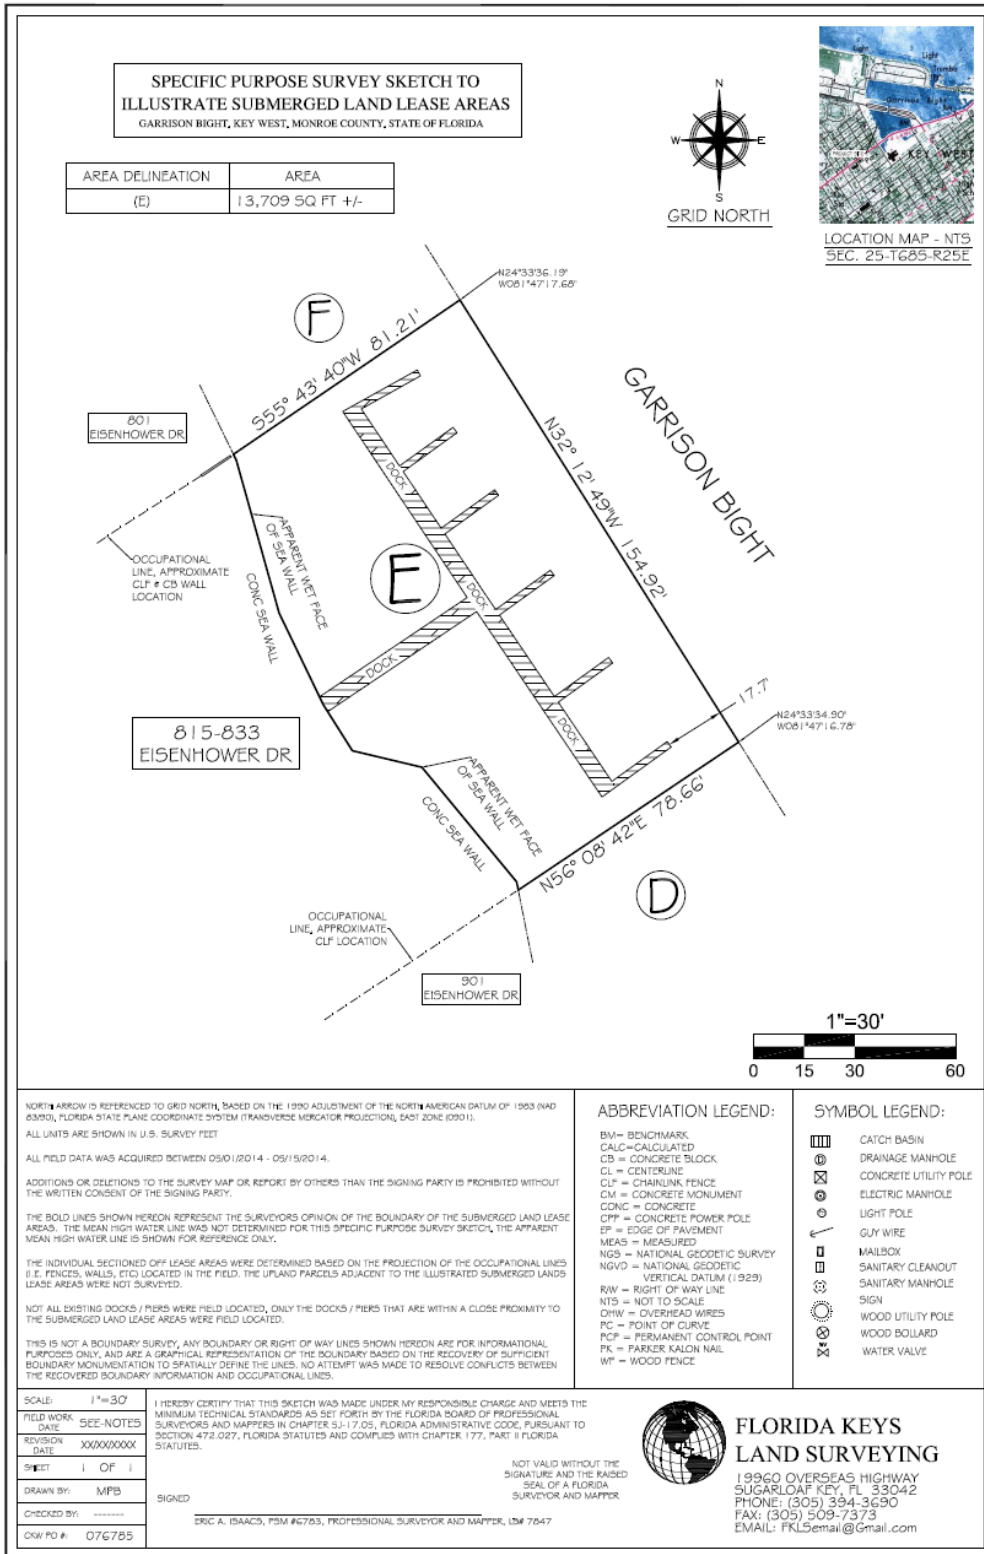 SPECIFIC PURPOSE SURVEY SKETCH TO
ILLUSTRATE SUBMERGED LAND LEASE AREAS
GARRISON BIGHT, KEY WEST, MONROE COUNTY, STATE OF FLORIDA
AREA DELINEATION AREA
(E) 13,709 SQ FT +/-
N
W E
S
GRID NORTH
Light
Light
Trumbo
Garrison Bight
KEY WEST
LOCATION MAP - NTS
SEC. 25-T68S-R25E
N24°33'36.19"
W081°47'17.68"
F
S55° 43' 40"W 81.21'
801
EISENHOWER DR
GARRISON BIGHT
N32° 12' 49"W 154.92'
DOCK
APPARENT WET FACE
OF SEA WALL
OCCUPATIONAL
LINE, APPROXIMATE
CLF & CB WALL
LOCATION
CONC SEA WALL
E
DOCK
DOCK
17.7'
N24°33'34.90"
W081°47'16.78"
815-833
EISENHOWER DR
DOCK
APPARENT WET FACE
OF SEA WALL
CONC SEA WALL
N56° 08' 42"E 78.66'
D
OCCUPATIONAL
LINE, APPROXIMATE
CLF LOCATION
901
EISENHOWER DR
1"=30'
0 15 30 60
NORTH ARROW IS REFERENCED TO GRID NORTH, BASED ON THE 1990 ADJUSTMENT OF THE NORTH AMERICAN DATUM OF 1983 (NAD
83/90), FLORIDA STATE PLANE COORDINATE SYSTEM (TRANSVERSE MERCATOR PROJECTION), EAST ZONE (0901).
ALL UNITS ARE SHOWN IN U.S. SURVEY FEET
ALL FIELD DATA WAS ACQUIRED BETWEEN 05/01/2014 - 05/15/2014.
ADDITIONS OR DELETIONS TO THE SURVEY MAP OR REPORT BY OTHERS THAN THE SIGNING PARTY IS PROHIBITED WITHOUT
THE WRITTEN CONSENT OF THE SIGNING PARTY.
THE BOLD LINES SHOWN HEREON REPRESENT THE SURVEYORS OPINION OF THE BOUNDARY OF THE SUBMERGED LAND LEASE
AREAS. THE MEAN HIGH WATER LINE WAS NOT DETERMINED FOR THIS SPECIFIC PURPOSE SURVEY SKETCH, THE APPARENT
MEAN HIGH WATER LINE IS SHOWN FOR REFERENCE ONLY.
THE INDIVIDUAL SECTIONED OFF LEASE AREAS WERE DETERMINED BASED ON THE PROJECTION OF THE OCCUPATIONAL LINES
(I.E. FENCES, WALLS, ETC) LOCATED IN THE FIELD. THE UPLAND PARCELS ADJACENT TO THE ILLUSTRATED SUBMERGED LANDS
LEASE AREAS WERE NOT SURVEYED.
NOT ALL EXISTING DOCKS / PIERS WERE FIELD LOCATED, ONLY THE DOCKS / PIERS THAT ARE WITHIN A CLOSE PROXIMITY TO
THE SUBMERGED LAND LEASE AREAS WERE FIELD LOCATED.
THIS IS NOT A BOUNDARY SURVEY, ANY BOUNDARY OR RIGHT OF WAY LINES SHOWN HEREON ARE FOR INFORMATIONAL
PURPOSES ONLY, AND ARE A GRAPHICAL REPRESENTATION OF THE BOUNDARY BASED ON THE RECOVERY OF SUFFICIENT
BOUNDARY MONUMENTATION TO SPATIALLY DEFINE THE LINES. NO ATTEMPT WAS MADE TO RESOLVE CONFLICTS BETWEEN
THE RECOVERED BOUNDARY INFORMATION AND OCCUPATIONAL LINES.
ABBREVIATION LEGEND:
BM= BENCHMARK
CALC=CALCULATED
CB = CONCRETE BLOCK
CL = CENTERLINE
CLF = CHAINLINK FENCE
CM = CONCRETE MONUMENT
CONC = CONCRETE
CPP = CONCRETE POWER POLE
EP = EDGE OF PAVEMENT
MEAS = MEASURED
NGS = NATIONAL GEODETIC SURVEY
NGVD = NATIONAL GEODETIC
VERTICAL DATUM (1929)
R/W = RIGHT OF WAY LINE
NTS = NOT TO SCALE
OHW = OVERHEAD WIRES
PC = POINT OF CURVE
PCP = PERMANENT CONTROL POINT
PK = PARKER KALON NAIL
WF = WOOD FENCE
SYMBOL LEGEND:
CATCH BASIN
DRAINAGE MANHOLE
CONCRETE UTILITY POLE
ELECTRIC MANHOLE
LIGHT POLE
GUY WIRE
MAILBOX
SANITARY CLEANOUT
SANITARY MANHOLE
SIGN
WOOD UTILITY POLE
WOOD BOLLARD
WATER VALVE
SCALE: 1"=30'
FIELD WORK DATE SEE-NOTES
REVISION DATE XX/XX/XXXX
SHEET 1 OF 1
DRAWN BY: MPB
CHECKED BY: -------
CKW PO #: 076785
I HEREBY CERTIFY THAT THIS SKETCH WAS MADE UNDER MY RESPONSIBLE CHARGE AND MEETS THE
MINIMUM TECHNICAL STANDARDS AS SET FORTH BY THE FLORIDA BOARD OF PROFESSIONAL
SURVEYORS AND MAPPERS IN CHAPTER 5J-17.05, FLORIDA ADMINISTRATIVE CODE, PURSUANT TO
SECTION 472.027, FLORIDA STATUTES AND COMPLIES WITH CHAPTER 177, PART II FLORIDA
STATUTES.
NOT VALID WITHOUT THE
SIGNATURE AND THE RAISED
SEAL OF A FLORIDA
SURVEYOR AND MAPPER
SIGNED
ERIC A. ISAACS, PSM #6783, PROFESSIONAL SURVEYOR AND MAPPER, LB# 7847
FLORIDA KEYS
LAND SURVEYING
19960 OVERSEAS HIGHWAY
SUGARLOAF KEY, FL 33042
PHONE: (305) 394-3690
FAX: (305) 509-7373
EMAIL: FKLSemail@Gmail.com